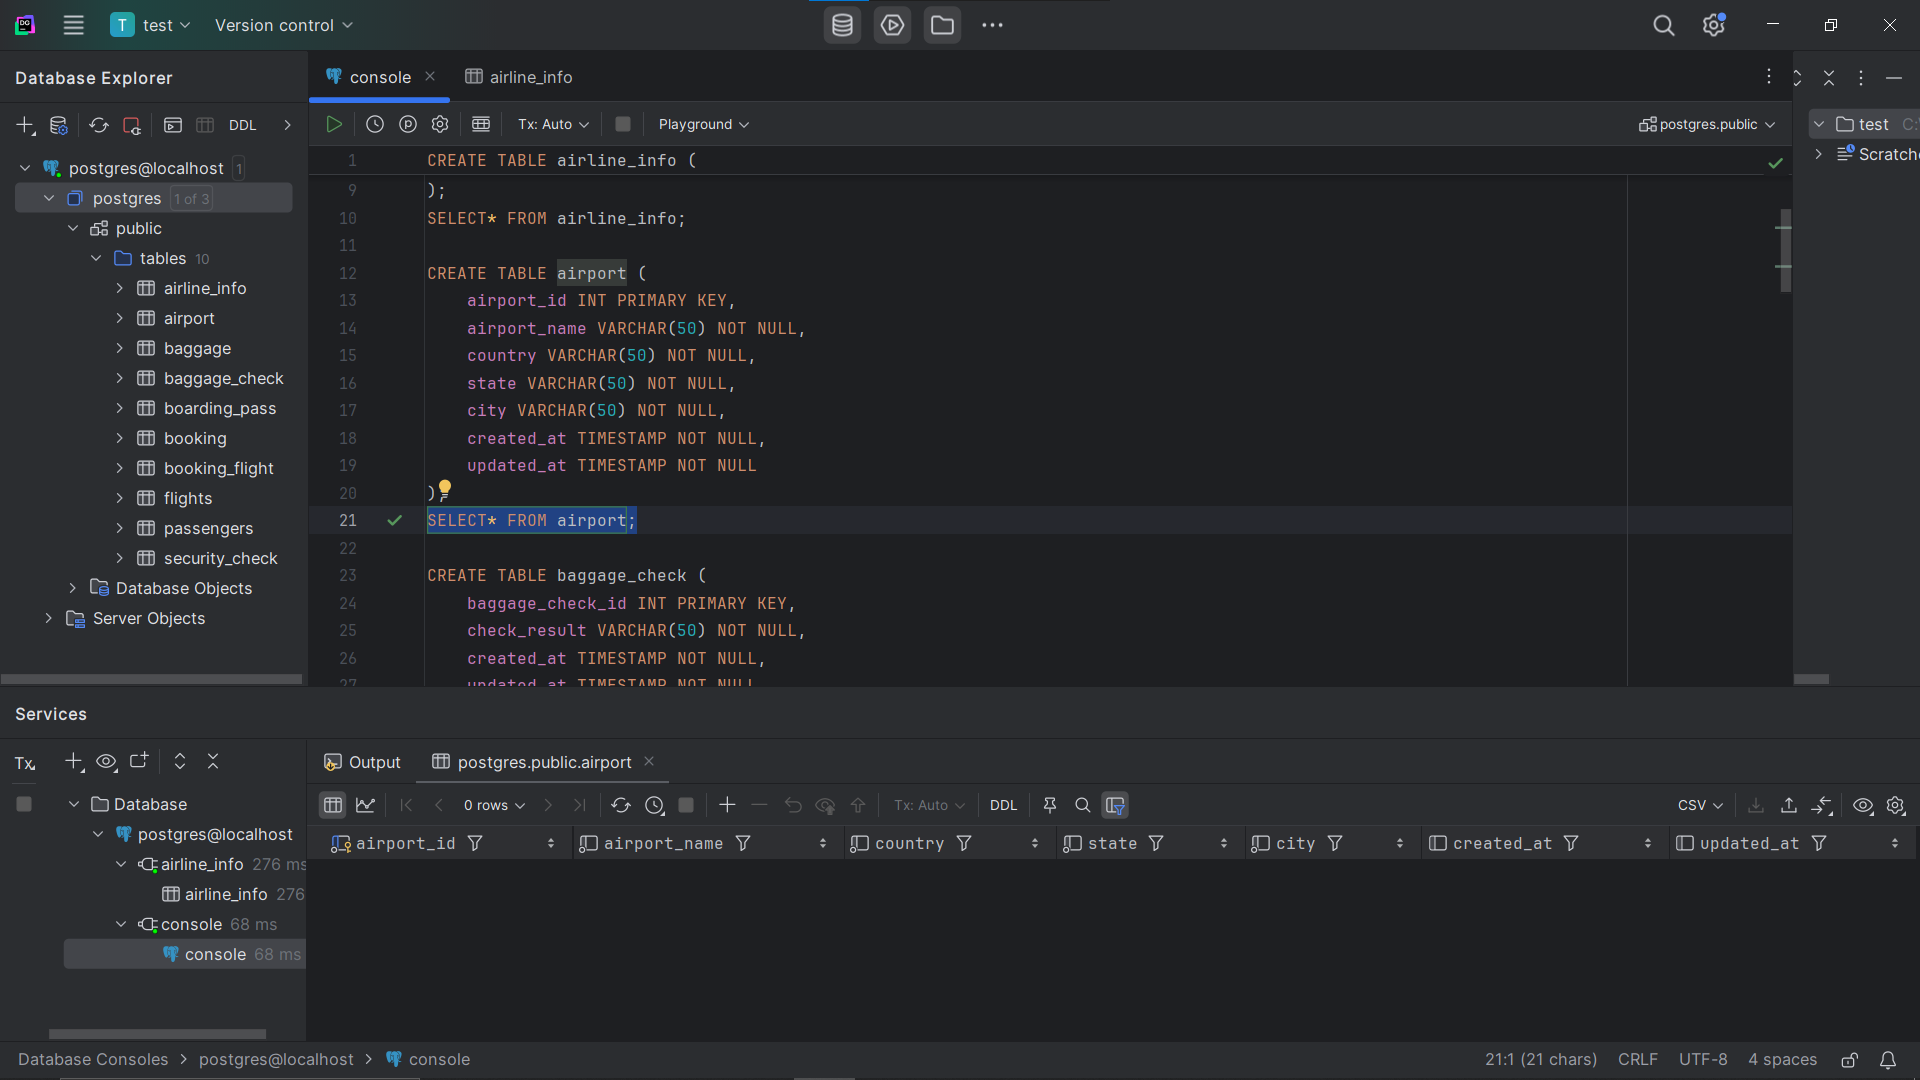 T test Version control
Database Explorer
DDL
postgres@localhost 1
postgres 1 of 3
public
tables 10
airline_info
airport
baggage
baggage_check
boarding_pass
booking
booking_flight
flights
passengers
security_check
Database Objects
Server Objects
console airline_info
Tx: Auto Playground postgres.public
1 CREATE TABLE airline_info (
9 );
10 SELECT* FROM airline_info;
11
12 CREATE TABLE airport (
13 airport_id INT PRIMARY KEY,
14 airport_name VARCHAR(50) NOT NULL,
15 country VARCHAR(50) NOT NULL,
16 state VARCHAR(50) NOT NULL,
17 city VARCHAR(50) NOT NULL,
18 created_at TIMESTAMP NOT NULL,
19 updated_at TIMESTAMP NOT NULL
20 );
21 SELECT* FROM airport;
22
23 CREATE TABLE baggage_check (
24 baggage_check_id INT PRIMARY KEY,
25 check_result VARCHAR(50) NOT NULL,
26 created_at TIMESTAMP NOT NULL,
27 updated_at TIMESTAMP NOT NULL
test C:
Scratche
Services
Tx
Database
postgres@localhost
airline_info 276 ms
airline_info 276
console 68 ms
console 68 ms
Output postgres.public.airport
0 rows Tx: Auto DDL CSV
airport_id airport_name country state city created_at updated_at
Database Consoles > postgres@localhost > console
21:1 (21 chars) CRLF UTF-8 4 spaces